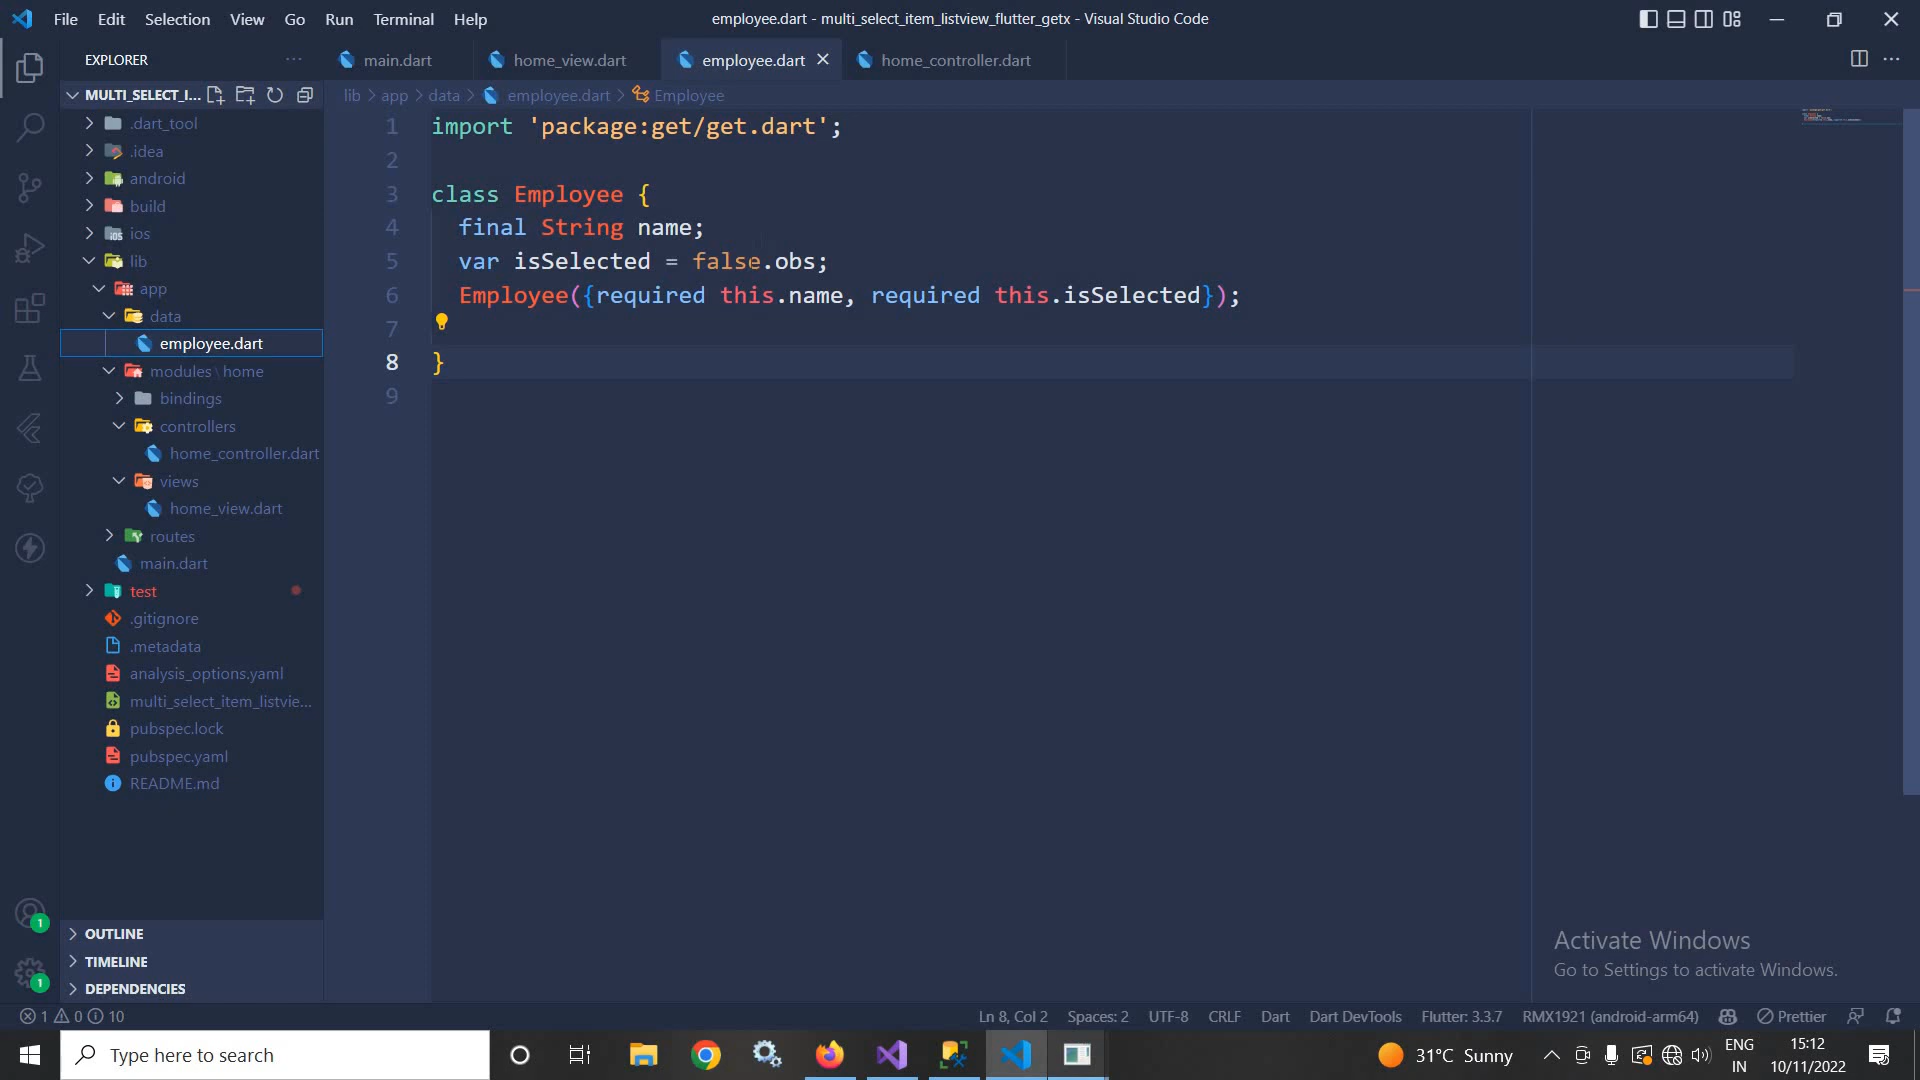 File Edit Selection View Go Run Terminal Help
employee.dart - multi_select_item_listview_flutter_getx - Visual Studio Code
EXPLORER
main.dart
home_view.dart
employee.dart
home_controller.dart
MULTI_SELECT_I...
lib > app > data > employee.dart > Employee
.dart_tool
.idea
android
build
ios
lib
app
data
employee.dart
modules \ home
bindings
controllers
home_controller.dart
views
home_view.dart
routes
main.dart
test
.gitignore
.metadata
analysis_options.yaml
multi_select_item_listvie...
pubspec.lock
pubspec.yaml
README.md
OUTLINE
TIMELINE
DEPENDENCIES
1 import 'package:get/get.dart';
2
3 class Employee {
4 final String name;
5 var isSelected = false.obs;
6 Employee({required this.name, required this.isSelected});
7
8 }
9
Activate Windows
Go to Settings to activate Windows.
1
1
1 0 10
Ln 8, Col 2 Spaces: 2 UTF-8 CRLF Dart Dart DevTools Flutter: 3.3.7 RMX1921 (android-arm64) Prettier
Type here to search
31°C Sunny
ENG
IN
15:12
10/11/2022